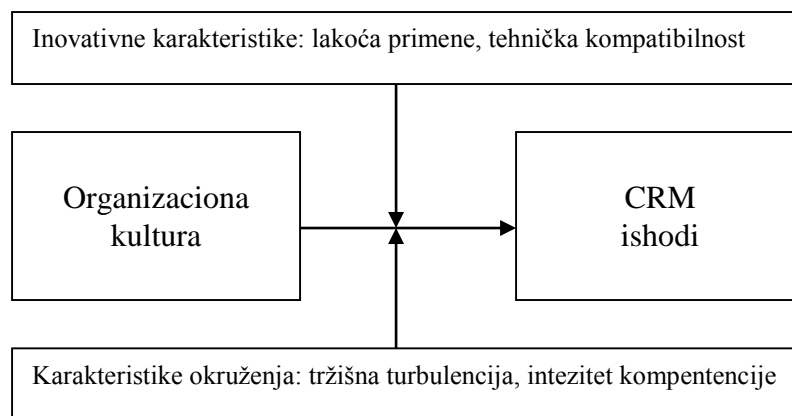 Inovativne karakteristike: lakoća primene, tehnička kompatibilnost
Organizaciona
kultura
CRM
ishodi
Karakteristike okruženja: tržišna turbulencija, intezitet kompentencije